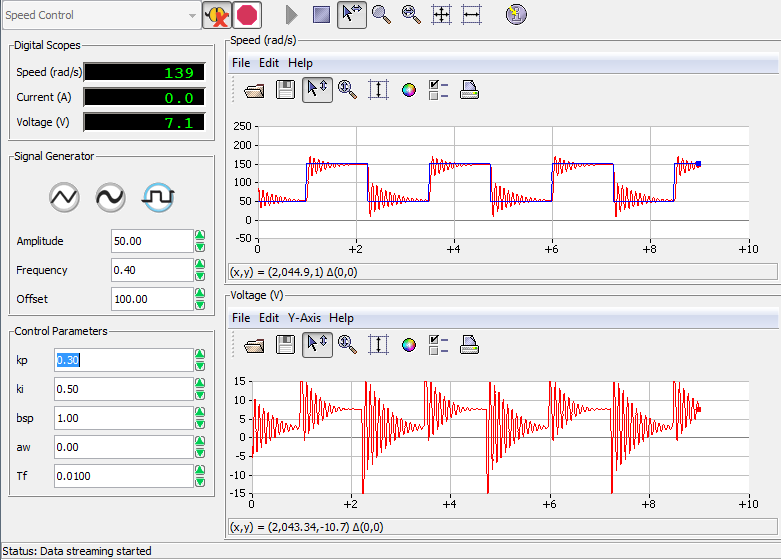 Speed Control
Digital Scopes
Speed (rad/s) 139
Current (A) 0.0
Voltage (V) 7.1
Signal Generator
Amplitude 50.00
Frequency 0.40
Offset 100.00
Control Parameters
kp 0.30
ki 0.50
bsp 1.00
aw 0.00
Tf 0.0100
Speed (rad/s)
File Edit Help
250
200
150
100
50
0
-50
0 +2 +4 +6 +8 +10
(x,y) = (2,044.9,1) Δ(0,0)
Voltage (V)
File Edit Y-Axis Help
15
10
5
0
-5
-10
-15
0 +2 +4 +6 +8 +10
(x,y) = (2,043.34,-10.7) Δ(0,0)
Status: Data streaming started